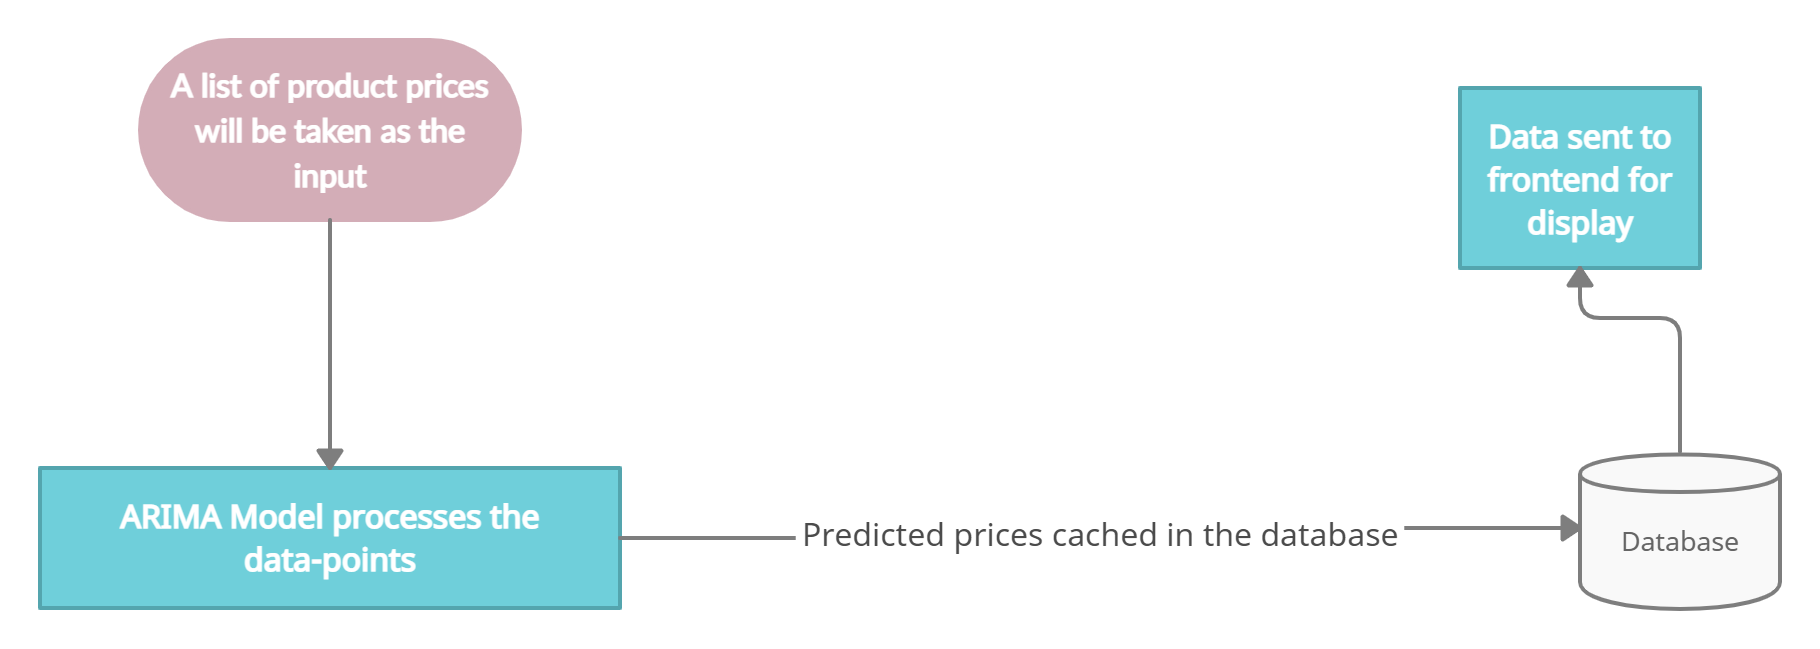 A list of product prices
will be taken as the
input
Data sent to
frontend for
display
ARIMA Model processes the
data-points
Predicted prices cached in the database
Database